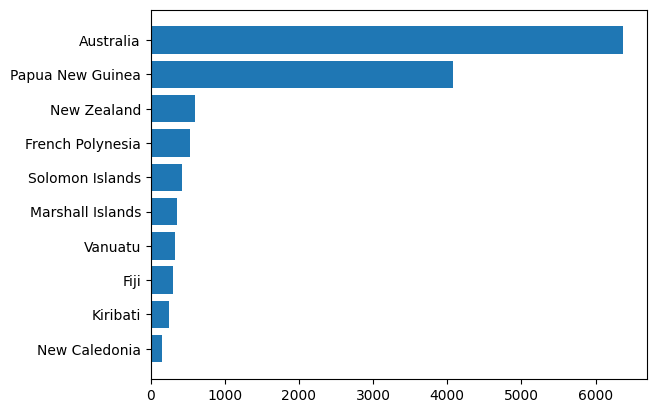 Australia
Papua New Guinea
New Zealand
French Polynesia
Solomon Islands
Marshall Islands
Vanuatu
Fiji
Kiribati
New Caledonia
0 1000 2000 3000 4000 5000 6000